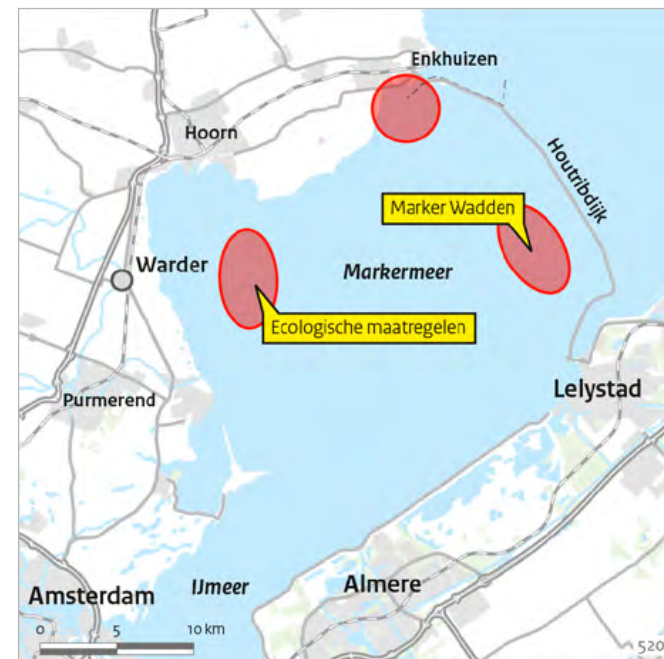 Enkhuizen
Hoorn
Houtribdijk
Marker Wadden
Warder
Markermeer
Ecologische maatregelen
Lelystad
Purmerend
IJmeer
Almere
Amsterdam
0 5 10 km
520